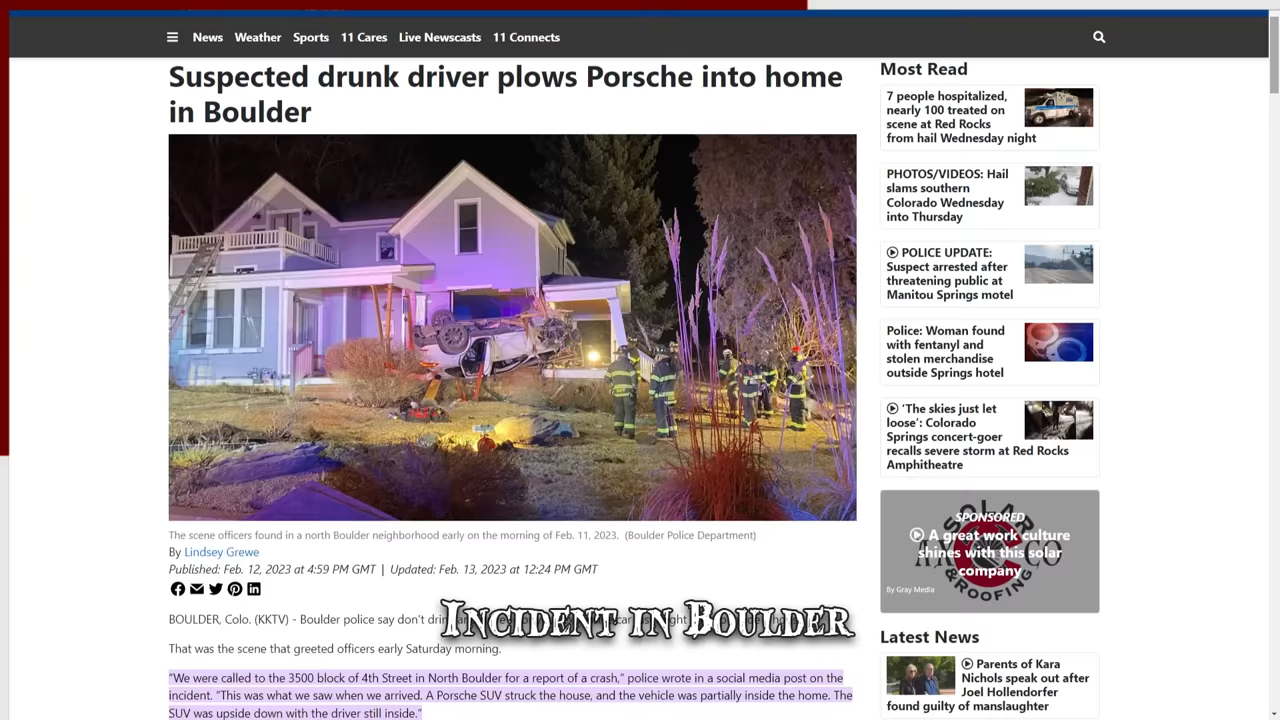 News Weather Sports 11 Cares Live Newscasts 11 Connects
Suspected drunk driver plows Porsche into home
in Boulder
The scene officers found in a north Boulder neighborhood early on the morning of Feb. 11, 2023. (Boulder Police Department)
By Lindsey Grewe
Published: Feb. 12, 2023 at 4:59 PM GMT | Updated: Feb. 13, 2023 at 12:24 PM GMT
BOULDER, Colo. (KKTV) - Boulder police say don't
INCIDENT IN BOULDER
That was the scene that greeted officers early Saturday morning.
"We were called to the 3500 block of 4th Street in North Boulder for a report of a crash," police wrote in a social media post on the
incident. "This was what we saw when we arrived. A Porsche SUV struck the house, and the vehicle was partially inside the home. The
SUV was upside down with the driver still inside."
Most Read
7 people hospitalized,
nearly 100 treated on
scene at Red Rocks
from hail Wednesday night
PHOTOS/VIDEOS: Hail
slams southern
Colorado Wednesday
into Thursday
POLICE UPDATE:
Suspect arrested after
threatening public at
Manitou Springs motel
Police: Woman found
with fentanyl and
stolen merchandise
outside Springs hotel
'The skies just let
loose': Colorado
Springs concert-goer
recalls severe storm at Red Rocks
Amphitheatre
SPONSORED
A great work culture
shines with this solar
company
By Gray Media
ROOFING
Latest News
Parents of Kara
Nichols speak out after
Joel Hollendorfer
found guilty of manslaughter